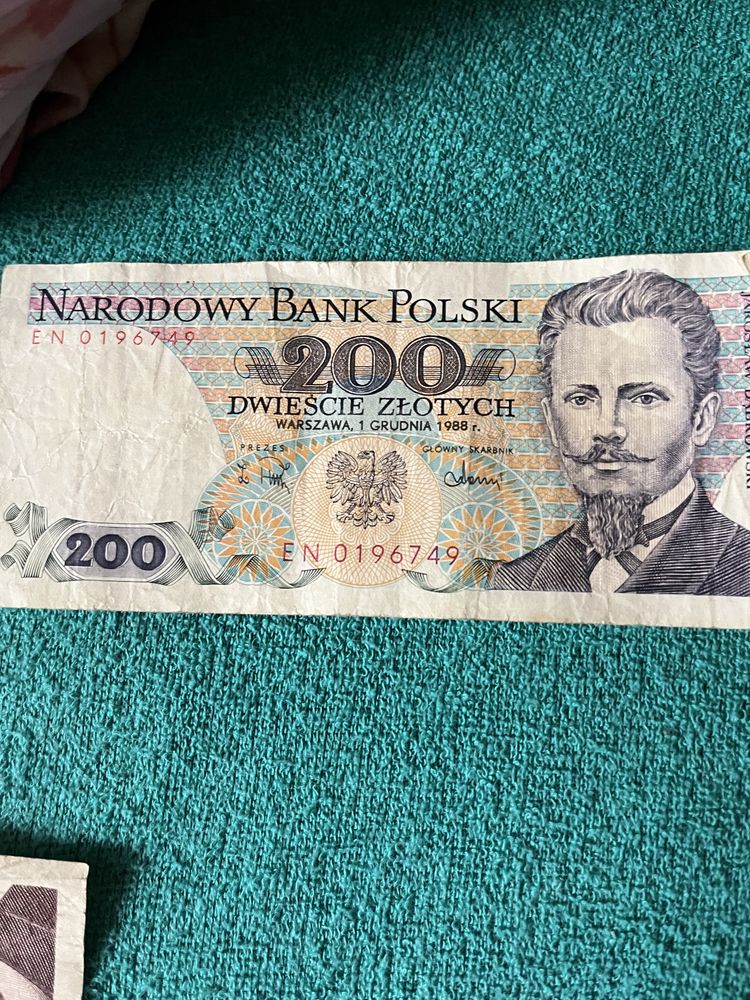 NARODOWY BANK POLSKI
EN 0196749
200
DWIEŚCIE ZŁOTYCH
WARSZAWA, 1 GRUDNIA 1988 r.
PREZES
GŁÓWNY SKARBNIK
EN 0196749
200